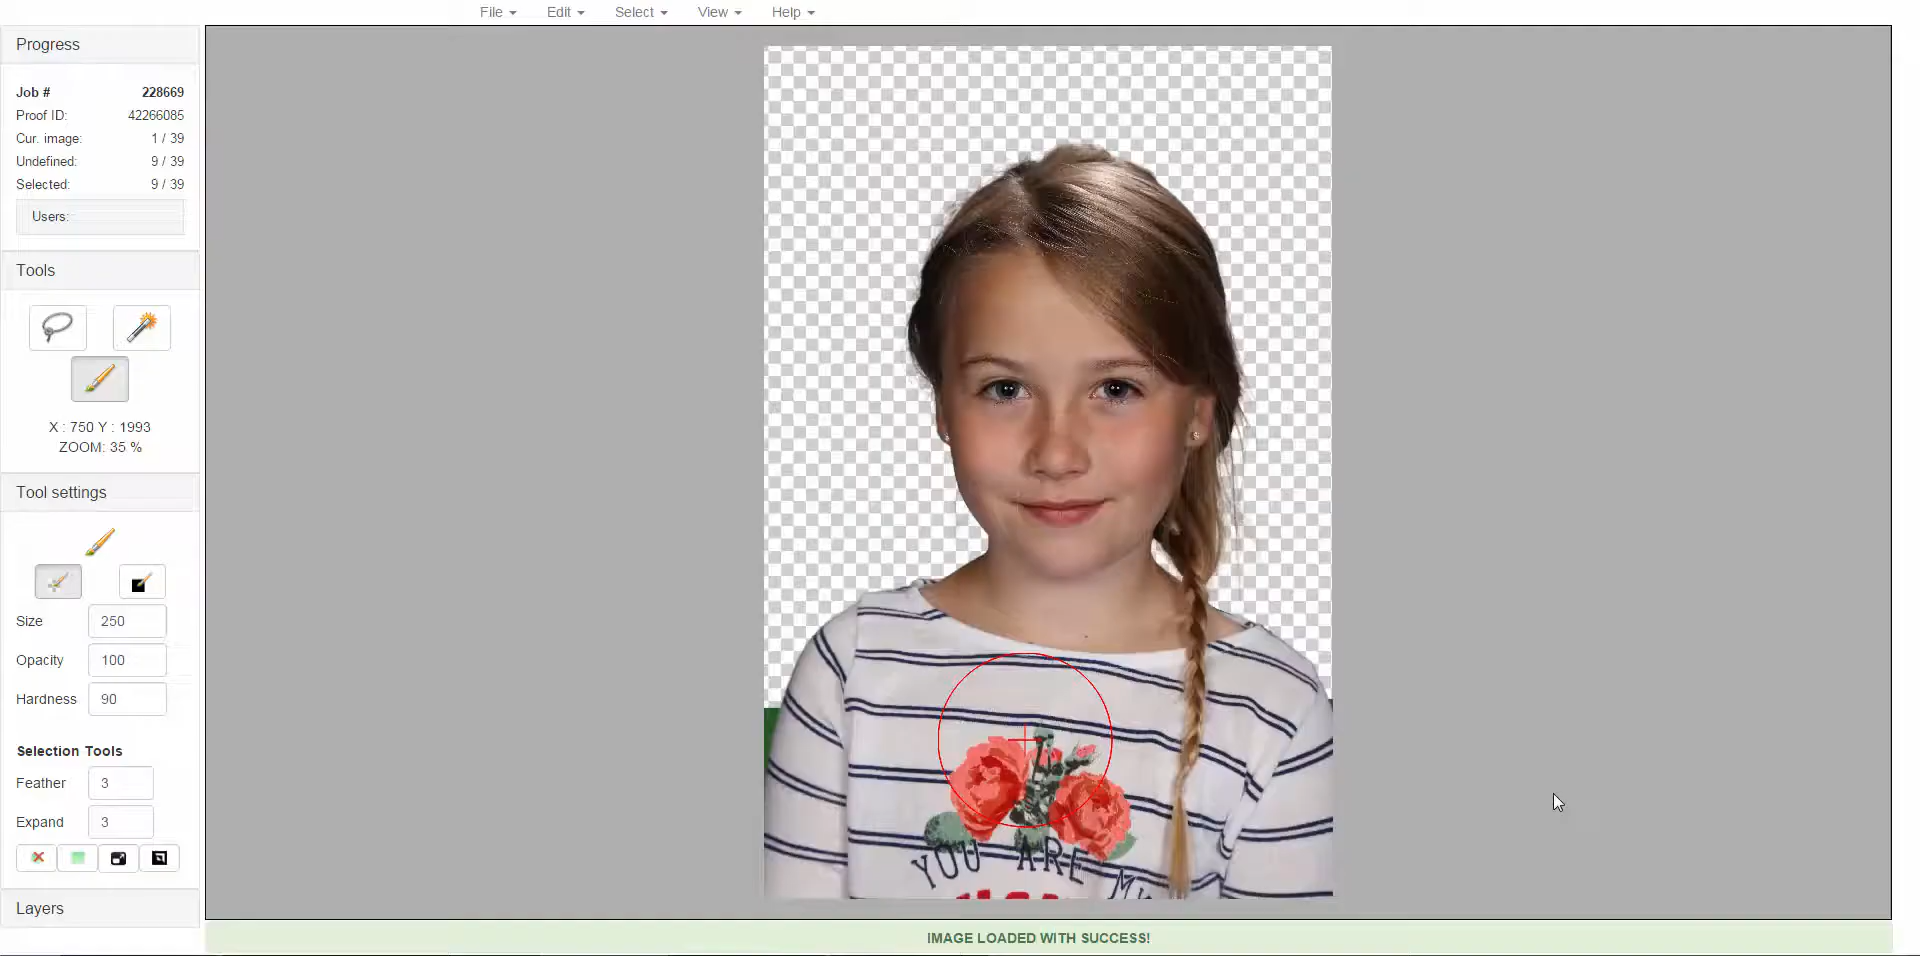 File Edit Select View Help
Progress
Job # 228669
Proof ID: 42266085
Cur. image: 1 / 39
Undefined: 9 / 39
Selected: 9 / 39
Users:
Tools
X : 750 Y : 1993
ZOOM: 35 %
Tool settings
Size 250
Opacity 100
Hardness 90
Selection Tools
Feather 3
Expand 3
Layers
YOU ARE
IMAGE LOADED WITH SUCCESS!